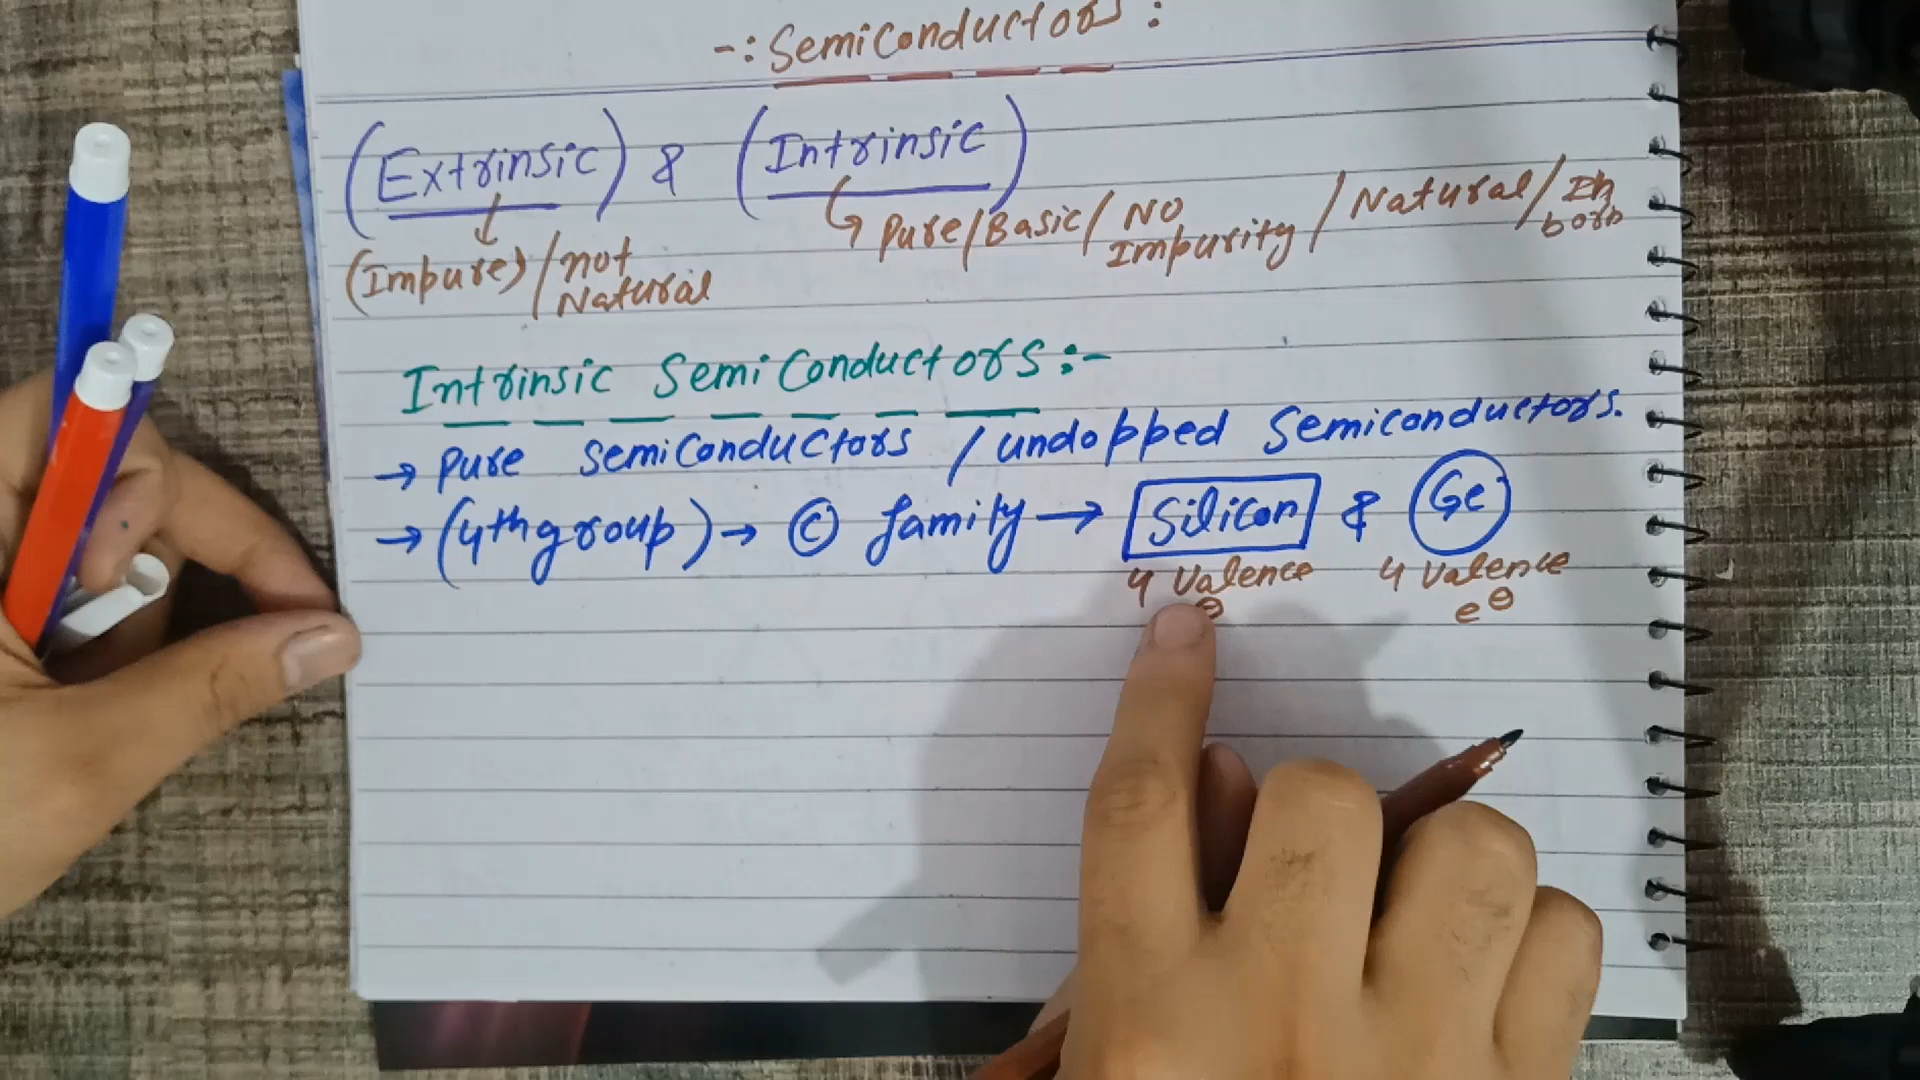 -: Semiconductors :
(Extrinsic) & (Intrinsic)
↳ Pure/Basic/ No Impurity / Natural / In born
(Impure) / not Natural
Intrinsic Semiconductors :-
→ Pure Semiconductors / undopped Semiconductors.
→ (4th group) → © family → Silicon & Ge
4 Valence e⊖ 4 Valence e⊖